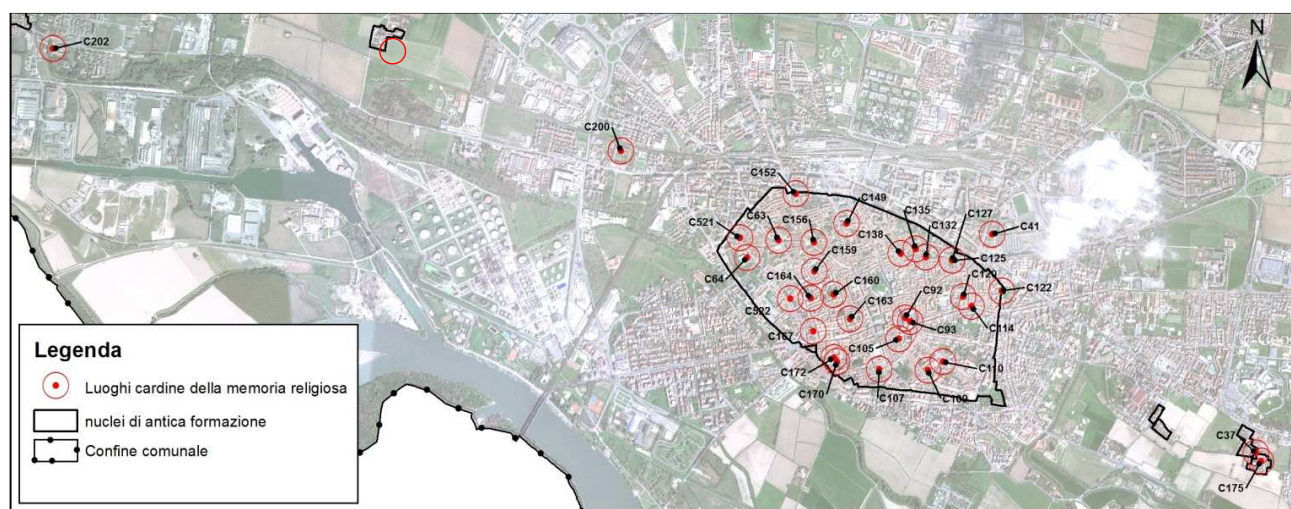 C202
N
C200
C152
C149
C135
C127
C63
C156
C132
C521
C138
C41
C159
C125
C120
C64
C164
C160
C92
C122
C522
C163
C93
C114
C167
C105
C172
C110
C170
C107
C109
C37
C175
Legenda
Luoghi cardine della memoria religiosa
nuclei di antica formazione
Confine comunale